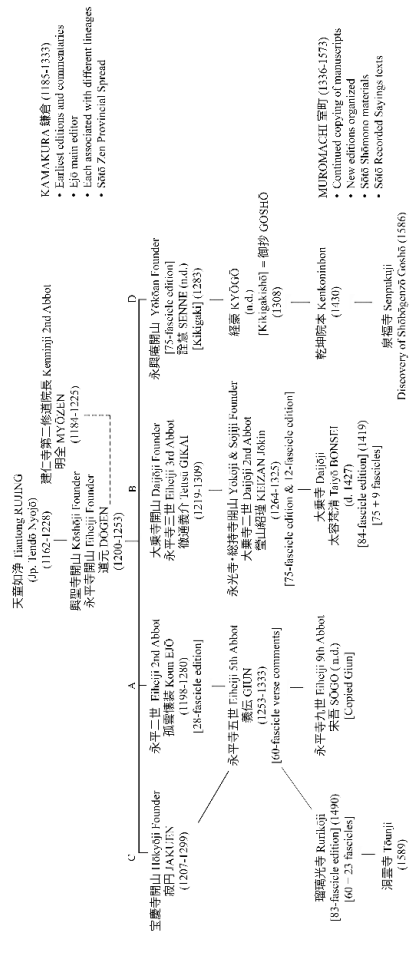 天童如浄 Tiantong RUJING
(Jp. Tendō Nyojō)
(1162-1228)
建仁寺第二修道院長 Kenninji 2nd Abbot
明全 MYŌZEN
(1184-1225)
興聖寺開山 Kōshōji Founder
永平寺開山 Eiheiji Founder
道元 DŌGEN
(1200-1253)
KAMAKURA 鎌倉 (1185-1333)
• Earliest editions and commentaries
• Ejō main editor
• Each associated with different lineages
• Sōtō Zen Provincial Spread
C
宝慶寺開山 Hōkyōji Founder
寂円 JAKUEN
(1207-1299)
A
永平二世 Eiheiji 2nd Abbot
孤雲懐奘 Koun EJŌ
(1198-1280)
[28-fascicle edition]
B
大乗寺開山 Daijōji Founder
永平寺三世 Eiheiji 3rd Abbot
徹通義介 Tettsū GIKAI
(1219-1309)
D
永興庵開山 Yōkōan Founder
[75-fascicle edition]
詮慧 SENNE (n.d.)
[Kikigaki] (1283)
永平寺五世 Eiheiji 5th Abbot
義伝 GIUN
(1253-1333)
[60-fascicle verse comments]
永光寺・総持寺開山 Yokoji & Sojiji Founder
大乗寺二世 Daijōji 2nd Abbot
瑩山紹瑾 KEIZAN Jōkin
(1264-1325)
[75-fascicle edition & 12-fascicle edition]
経豪 KYŌGŌ
(n.d.)
[Kikigakishō] = 御抄 GOSHŌ
(1308)
MUROMACHI 室町 (1336-1573)
• Continued copying of manuscripts
• New editions organized
• Sōtō Shōmono materials
• Sōtō Recorded Sayings texts
瑠璃光寺 Rurikōji
[83-fascicle edition] (1490)
[60 – 23 fascicles]
永平寺九世 Eiheiji 9th Abbot
宋吾 SŌGO ( n.d.)
[Copied Giun]
大乗寺 Daijōji
太容梵清 Taiyō BONSEI
(d. 1427)
[84-fascicle edition] (1419)
[75 + 9 fascicles]
乾坤院本 Kenkoninbon
(1430)
洞雲寺 Tōunji
(1589)
泉福寺 Senpukuji
Discovery of Shōbōgenzō Goshō (1586)